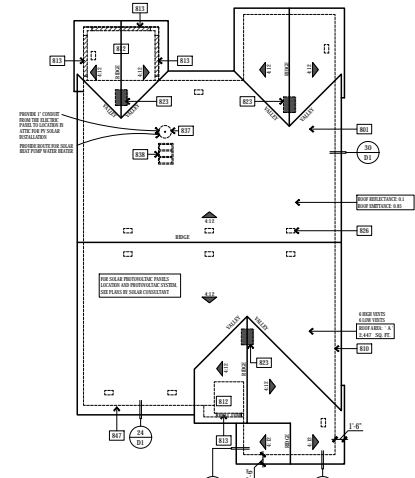 813
812
813
813
4:12
4:12
RIDGE
4:12
4:12
RIDGE
823
823
VALLEY
VALLEY
VALLEY
VALLEY
PROVIDE 1" CONDUIT
FROM THE ELECTRIC
PANEL TO LOCATION IN
ATTIC FOR PV SOLAR
INSTALLATION
PROVIDE ROUTE FOR SOLAR
HEAT PUMP WATER HEATER
837
838
801
30
D1
ROOF REFLECTANCE: 0.1
ROOF EMITTANCE: 0.85
4:12
826
RIDGE
FOR SOLAR PHOTOVOLTAIC PANELS
LOCATION AND PHOTOVOLTAIC SYSTEM,
SEE PLANS BY SOLAR CONSULTANT
4:12
6 HIGH VENTS
6 LOW VENTS
ROOF AREA: ' A
2,447 SQ. FT.
VALLEY
VALLEY
810
823
4:12
RIDGE
4:12
812
847
24
D1
813
4:12
RIDGE
4:12
1'-6"